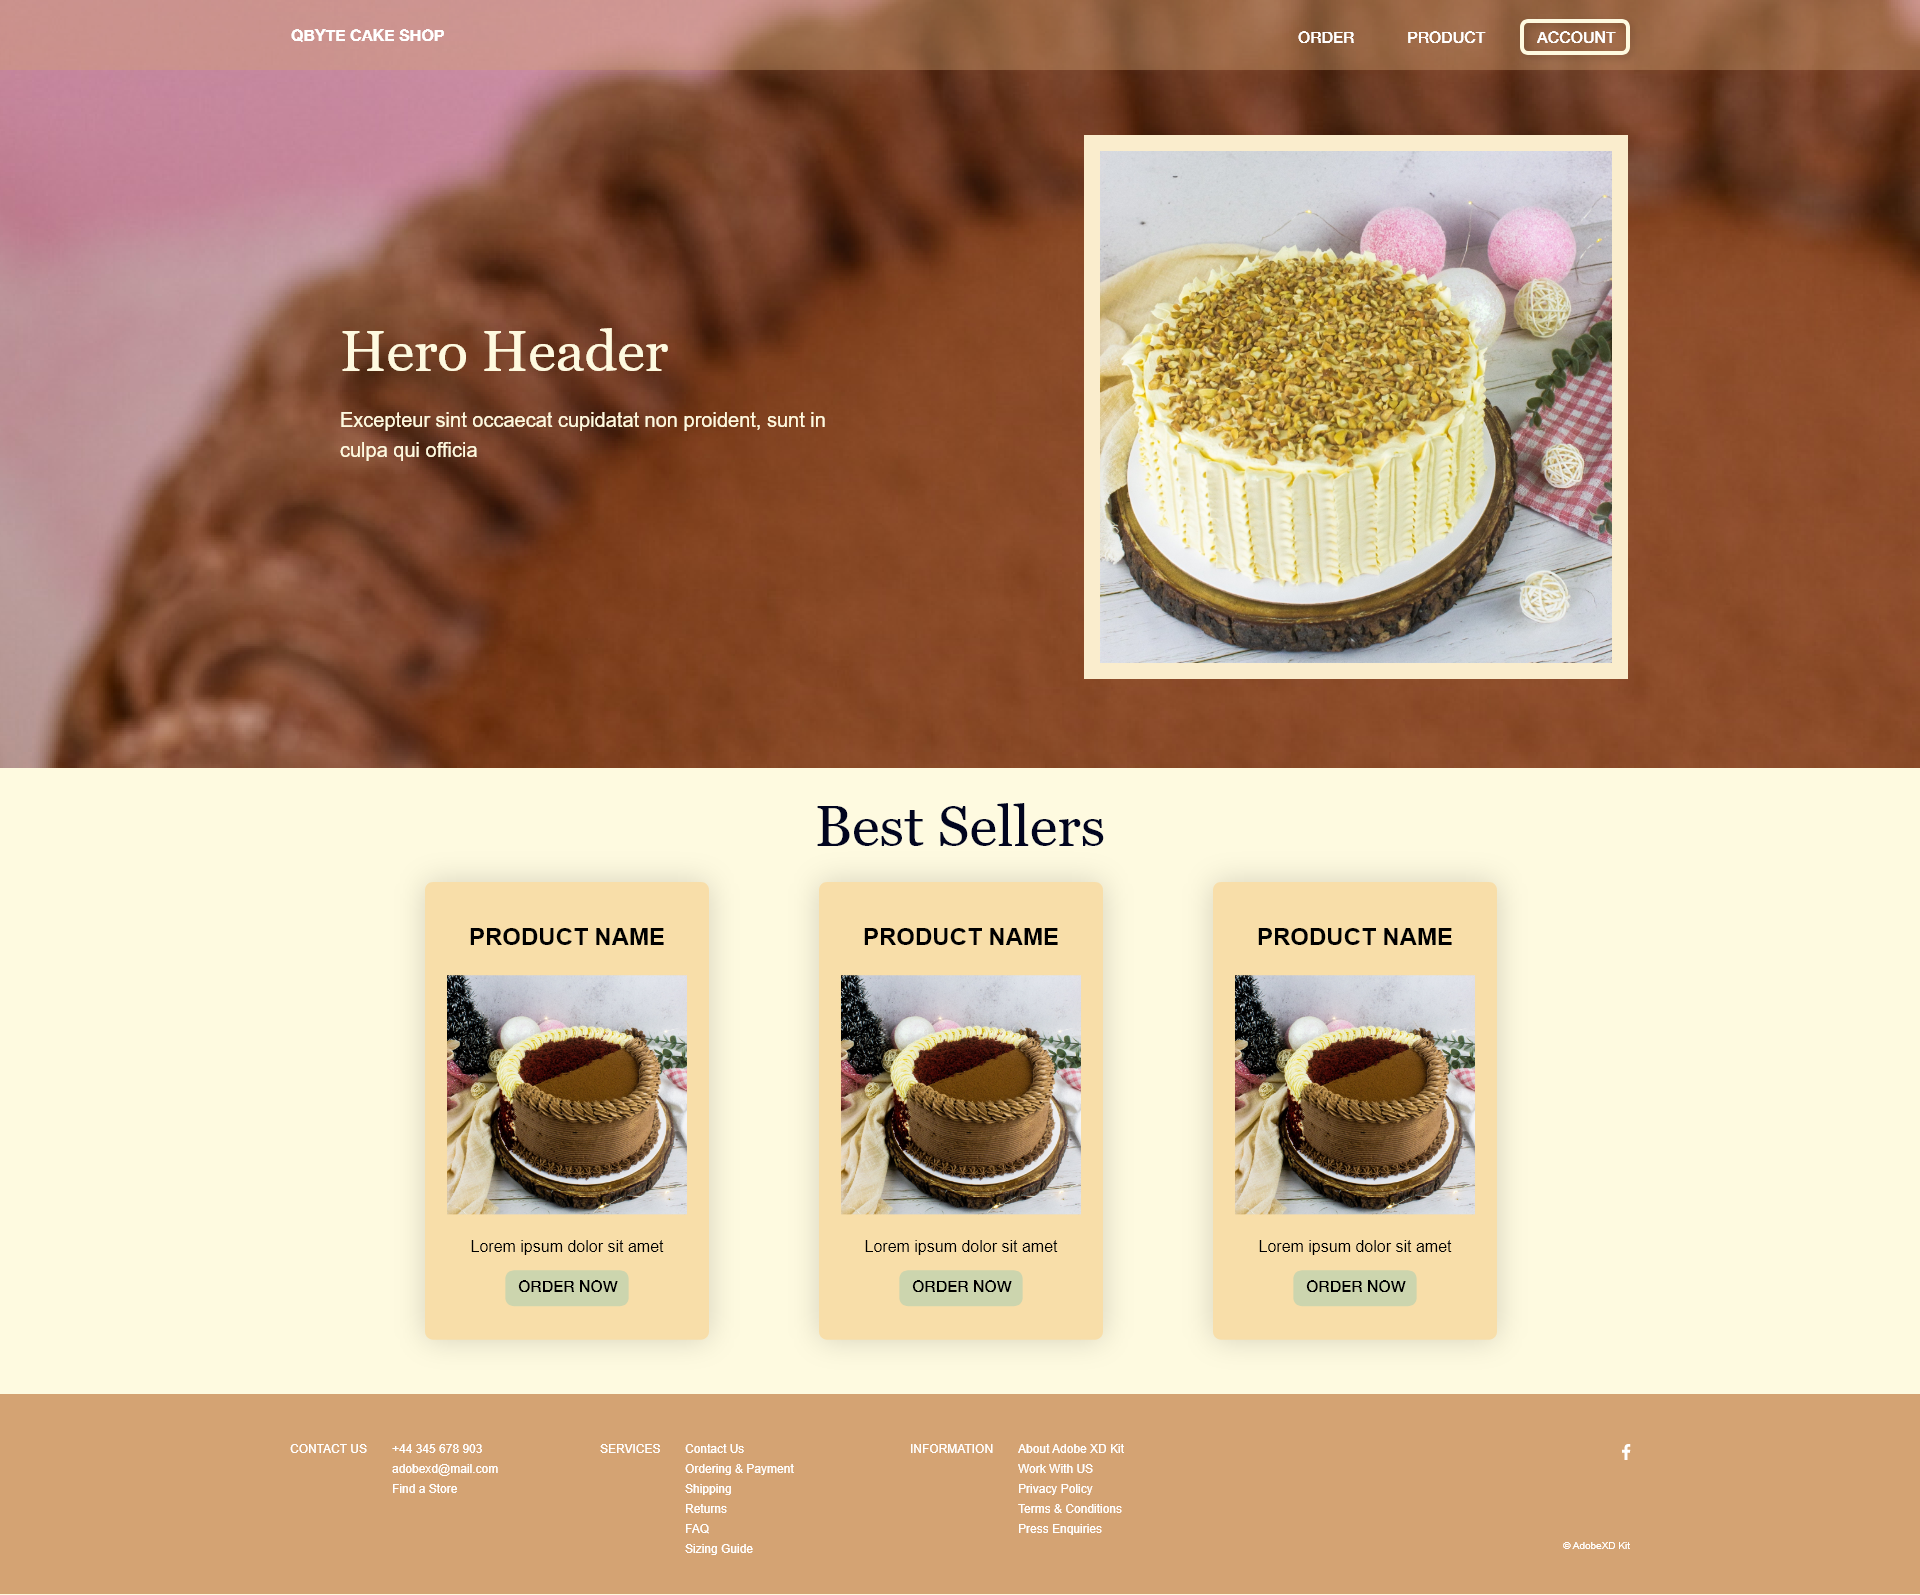 QBYTE CAKE SHOP
ORDER PRODUCT ACCOUNT
Hero Header
Excepteur sint occaecat cupidatat non proident, sunt in
culpa qui officia
Best Sellers
PRODUCT NAME
Lorem ipsum dolor sit amet
ORDER NOW
PRODUCT NAME
Lorem ipsum dolor sit amet
ORDER NOW
PRODUCT NAME
Lorem ipsum dolor sit amet
ORDER NOW
CONTACT US
+44 345 678 903
adobexd@mail.com
Find a Store
SERVICES
Contact Us
Ordering & Payment
Shipping
Returns
FAQ
Sizing Guide
INFORMATION
About Adobe XD Kit
Work With US
Privacy Policy
Terms & Conditions
Press Enquiries
© AdobeXD Kit